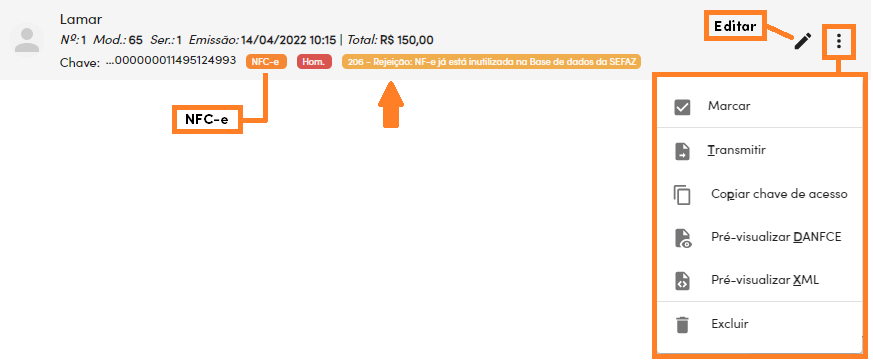 Lamar
Nº: 1 Mod.: 65 Ser.: 1 Emissão: 14/04/2022 10:15 | Total: R$ 150,00
Chave: ...000000011495124993 NFC-e Hom. 206 - Rejeição: NF-e já está inutilizada na Base de dados da SEFAZ
Editar
NFC-e
Marcar
Transmitir
Copiar chave de acesso
Pré-visualizar DANFCE
Pré-visualizar XML
Excluir